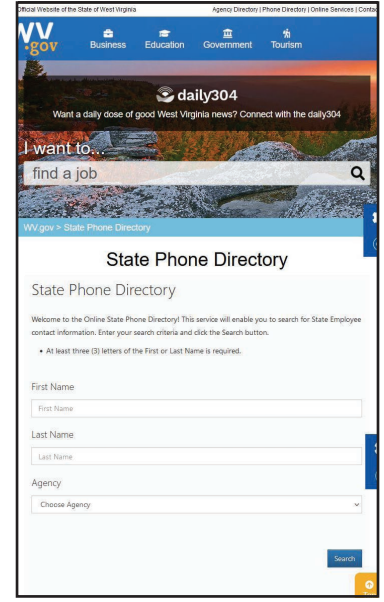 Official Website of the State of West Virginia
Agency Directory | Phone Directory | Online Services | Contac
WV
.gov
Business
Education
Government
Tourism
daily304
Want a daily dose of good West Virginia news? Connect with the daily304
I want to...
find a job
WV.gov > State Phone Directory
State Phone Directory
State Phone Directory
Welcome to the Online State Phone Directory! This service will enable you to search for State Employee
contact information. Enter your search criteria and click the Search button.
• At least three (3) letters of the First or Last Name is required.
First Name
First Name
Last Name
Last Name
Agency
Choose Agency
Search